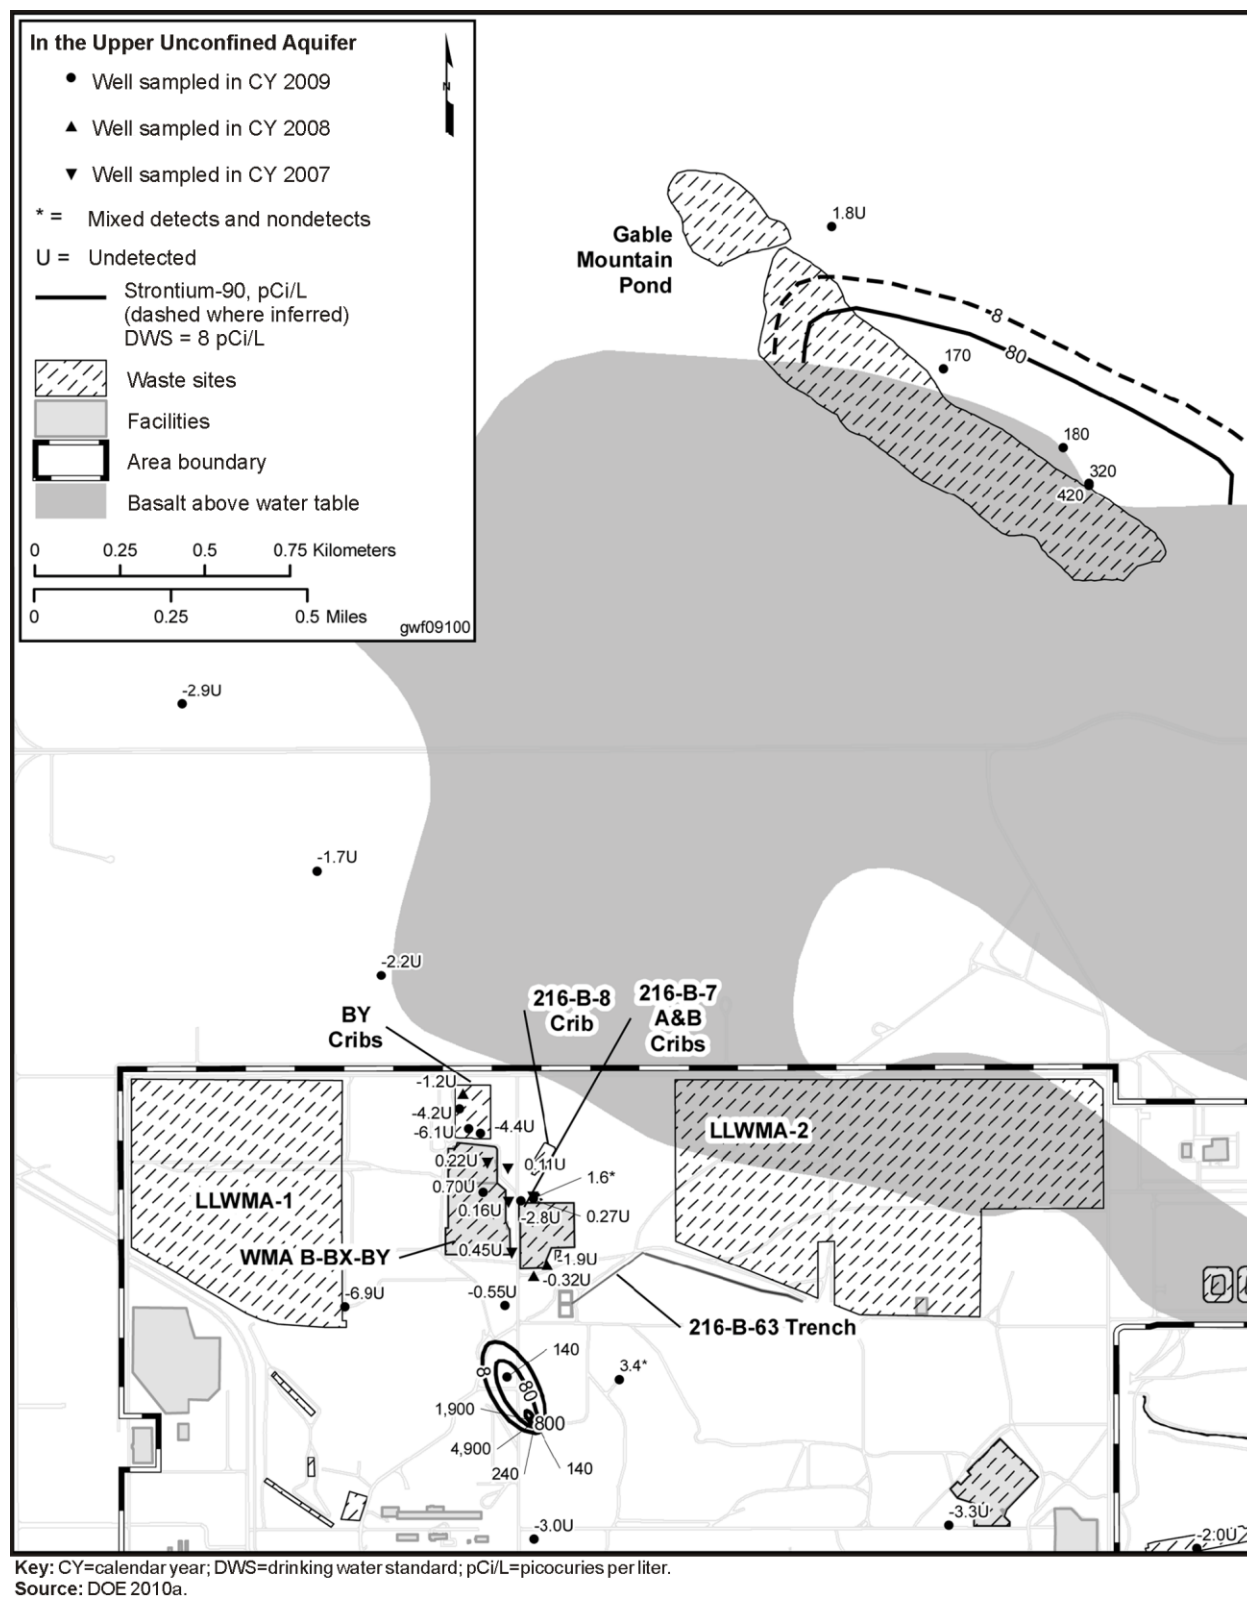 In the Upper Unconfined Aquifer
Well sampled in CY 2009
Well sampled in CY 2008
Well sampled in CY 2007
* = Mixed detects and nondetects
U = Undetected
Strontium-90, pCi/L
(dashed where inferred)
DWS = 8 pCi/L
Waste sites
Facilities
Area boundary
Basalt above water table
0 0.25 0.5 0.75 Kilometers
0 0.25 0.5 Miles
gwf09100
N
Gable
Mountain
Pond
1.8U
8
80
170
180
320
420
-2.9U
-1.7U
-2.2U
BY
Cribs
216-B-8
Crib
216-B-7
A&B
Cribs
-1.2U
-4.2U
-6.1U
-4.4U
LLWMA-2
0.22U
0.11U
0.70U
1.6*
LLWMA-1
0.16U
-2.8U
0.27U
WMA B-BX-BY
0.45U
-1.9U
-0.32U
-6.9U
-0.55U
216-B-63 Trench
140
8
80
3.4*
1,900
800
4,900
240
140
-3.3U
-3.0U
-2.0U
Key: CY=calendar year; DWS=drinking water standard; pCi/L=picocuries per liter.
Source: DOE 2010a.